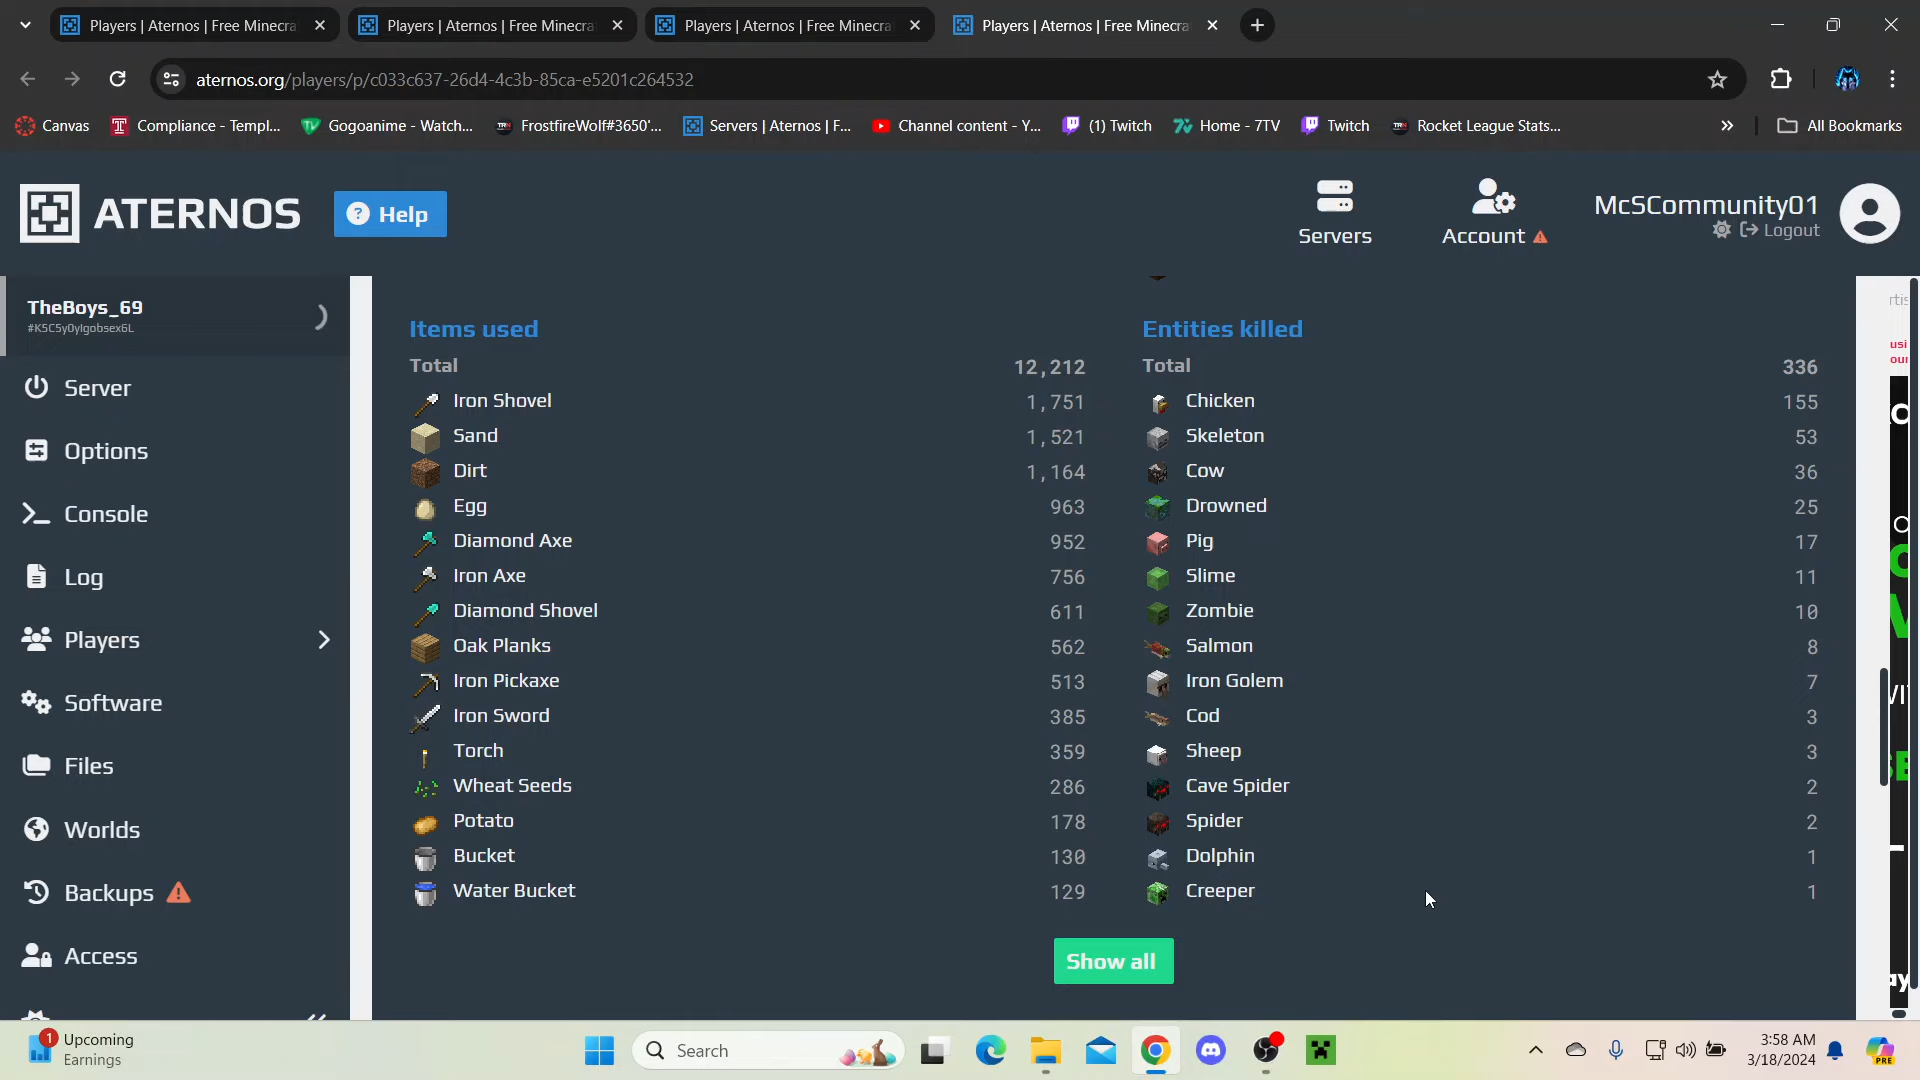 Players | Aternos | Free Minecra
Players | Aternos | Free Minecra
Players | Aternos | Free Minecra
Players | Aternos | Free Minecra
aternos.org/players/p/c033c637-26d4-4c3b-85ca-e5201c264532
Canvas
Compliance - Templ...
Gogoanime - Watch...
FrostfireWolf#3650'...
Servers | Aternos | F...
Channel content - Y...
(1) Twitch
Home - 7TV
Twitch
Rocket League Stats...
All Bookmarks
ATERNOS
Help
Servers
Account
McSCommunity01
Logout
TheBoys_69
#K5C5y0yIgobsex6L
Server
Options
Console
Log
Players
Software
Files
Worlds
Backups
Access
Items used
Total 12,212
Iron Shovel 1,751
Sand 1,521
Dirt 1,164
Egg 963
Diamond Axe 952
Iron Axe 756
Diamond Shovel 611
Oak Planks 562
Iron Pickaxe 513
Iron Sword 385
Torch 359
Wheat Seeds 286
Potato 178
Bucket 130
Water Bucket 129
Entities killed
Total 336
Chicken 155
Skeleton 53
Cow 36
Drowned 25
Pig 17
Slime 11
Zombie 10
Salmon 8
Iron Golem 7
Cod 3
Sheep 3
Cave Spider 2
Spider 2
Dolphin 1
Creeper 1
Show all
1
Upcoming
Earnings
Search
3:58 AM
3/18/2024
PRE